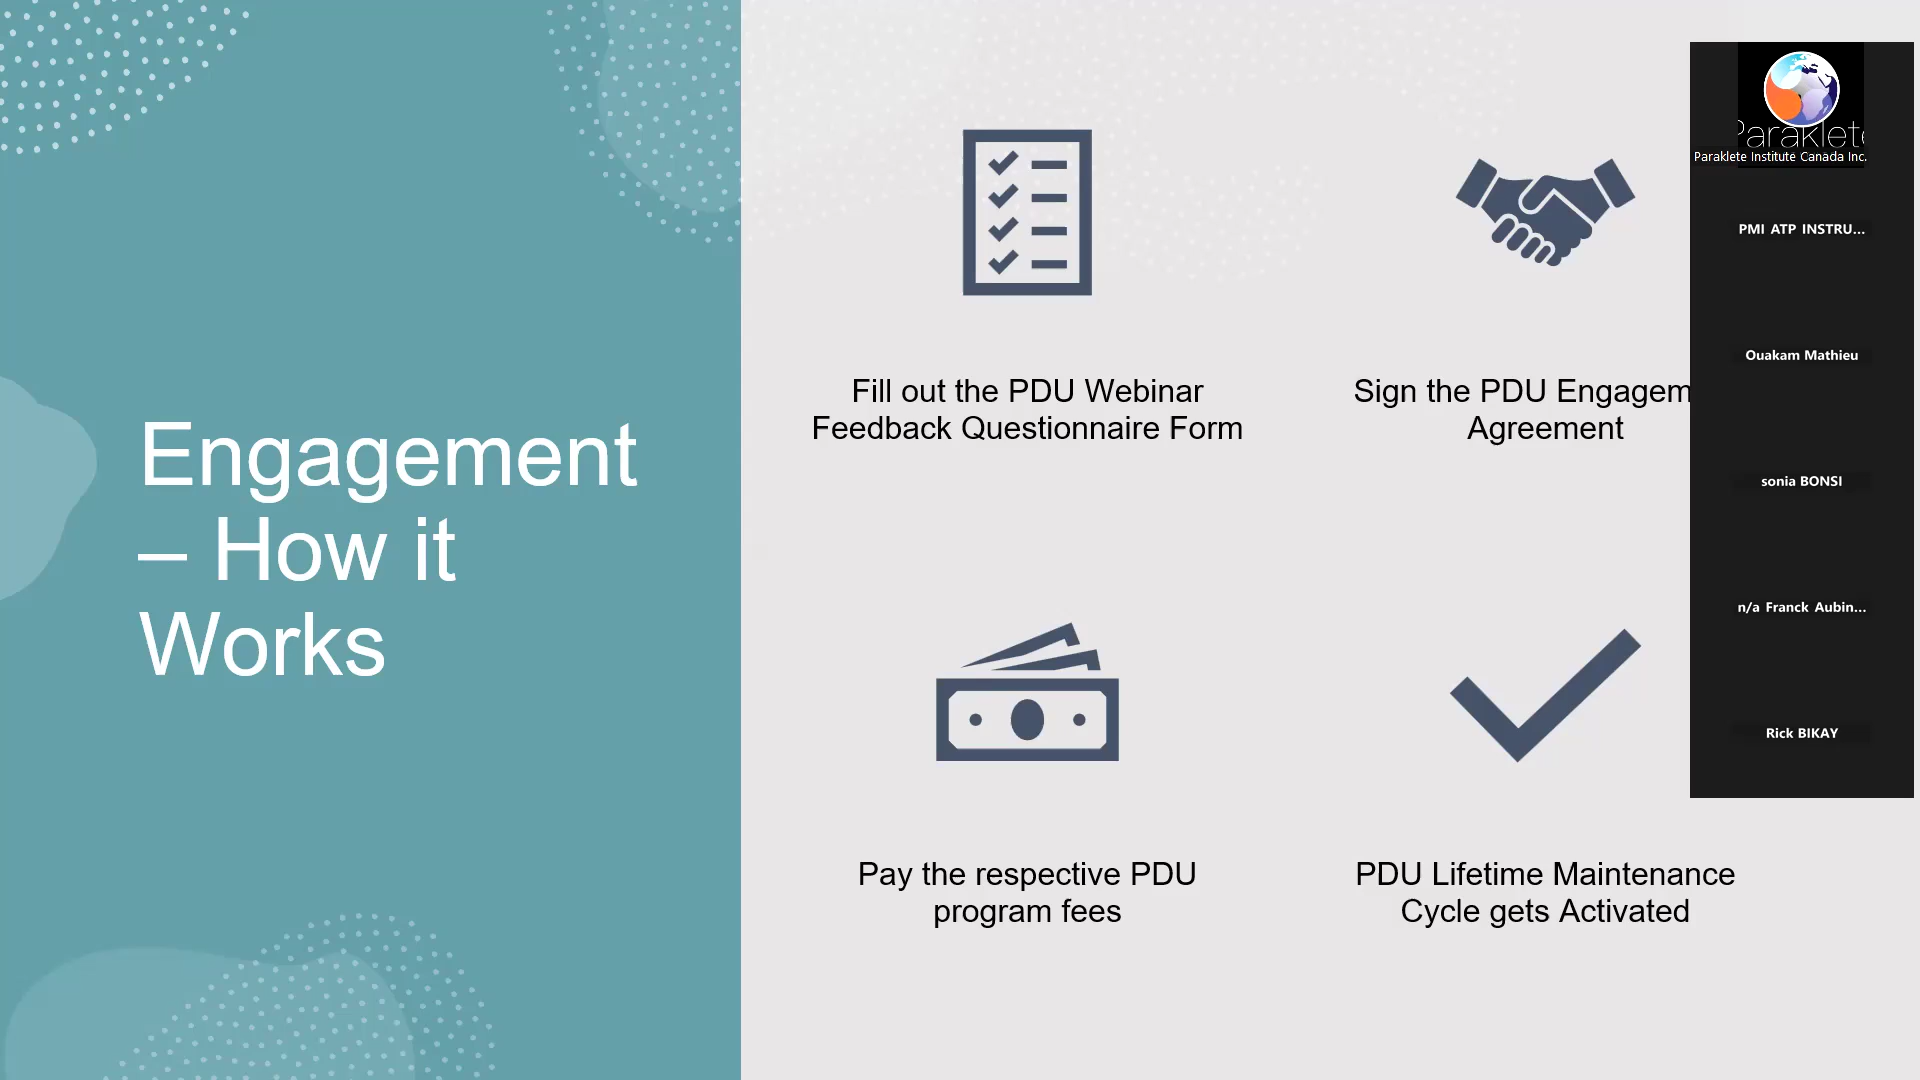 Engagement
– How it
Works
Fill out the PDU Webinar
Feedback Questionnaire Form
Sign the PDU Engagem
Agreement
Pay the respective PDU
program fees
PDU Lifetime Maintenance
Cycle gets Activated
Paraklete
Paraklete Institute Canada Inc.
PMI ATP INSTRU...
Ouakam Mathieu
sonia BONSI
n/a Franck Aubin...
Rick BIKAY